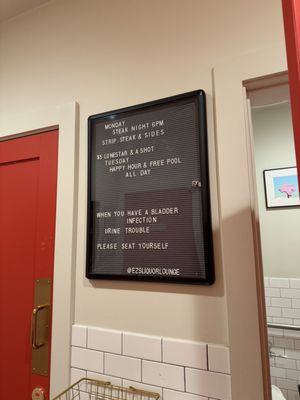 MONDAY
STEAK NIGHT 6PM
STRIP STEAK & SIDES
$5 LONESTAR & A SHOT
TUESDAY
HAPPY HOUR & FREE POOL
ALL DAY
WHEN YOU HAVE A BLADDER
INFECTION
URINE TROUBLE
PLEASE SEAT YOURSELF
@EZSLIQUORLOUNGE